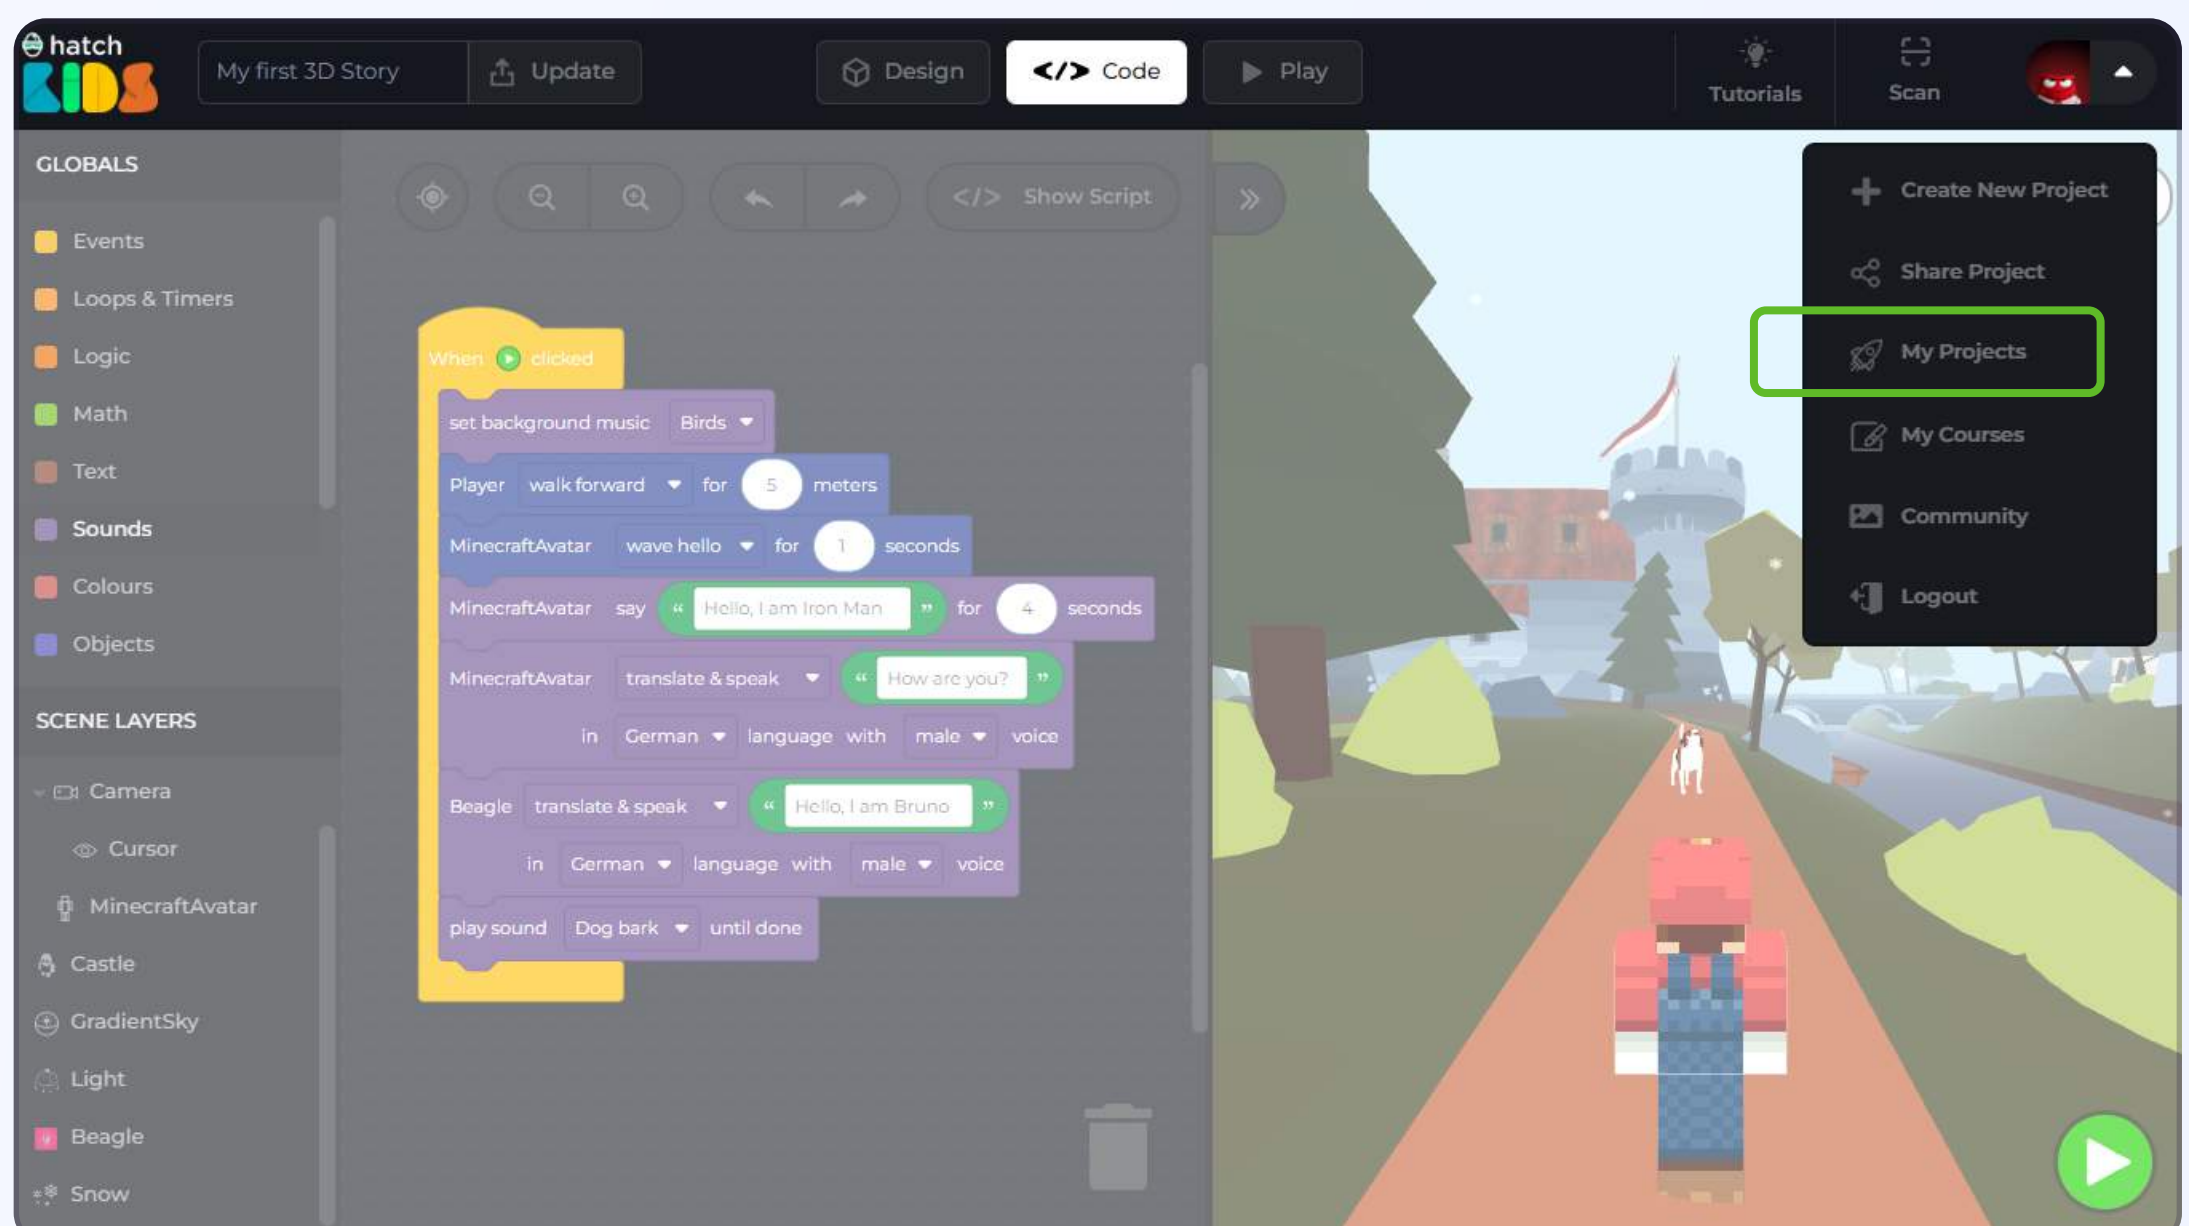 hatch
KIDS
My first 3D Story
Update
Design
</> Code
Play
Tutorials
Scan
GLOBALS
Events
Loops & Timers
Logic
Math
Text
Sounds
Colours
Objects
SCENE LAYERS
Camera
Cursor
MinecraftAvatar
Castle
GradientSky
Light
Beagle
Snow
</> Show Script
When clicked
set background music Birds
Player walk forward for 5 meters
MinecraftAvatar wave hello for 1 seconds
MinecraftAvatar say “ Hello, I am Iron Man ” for 4 seconds
MinecraftAvatar translate & speak “ How are you? ”
in German language with male voice
Beagle translate & speak “ Hello, I am Bruno ”
in German language with male voice
play sound Dog bark until done
Create New Project
Share Project
My Projects
My Courses
Community
Logout